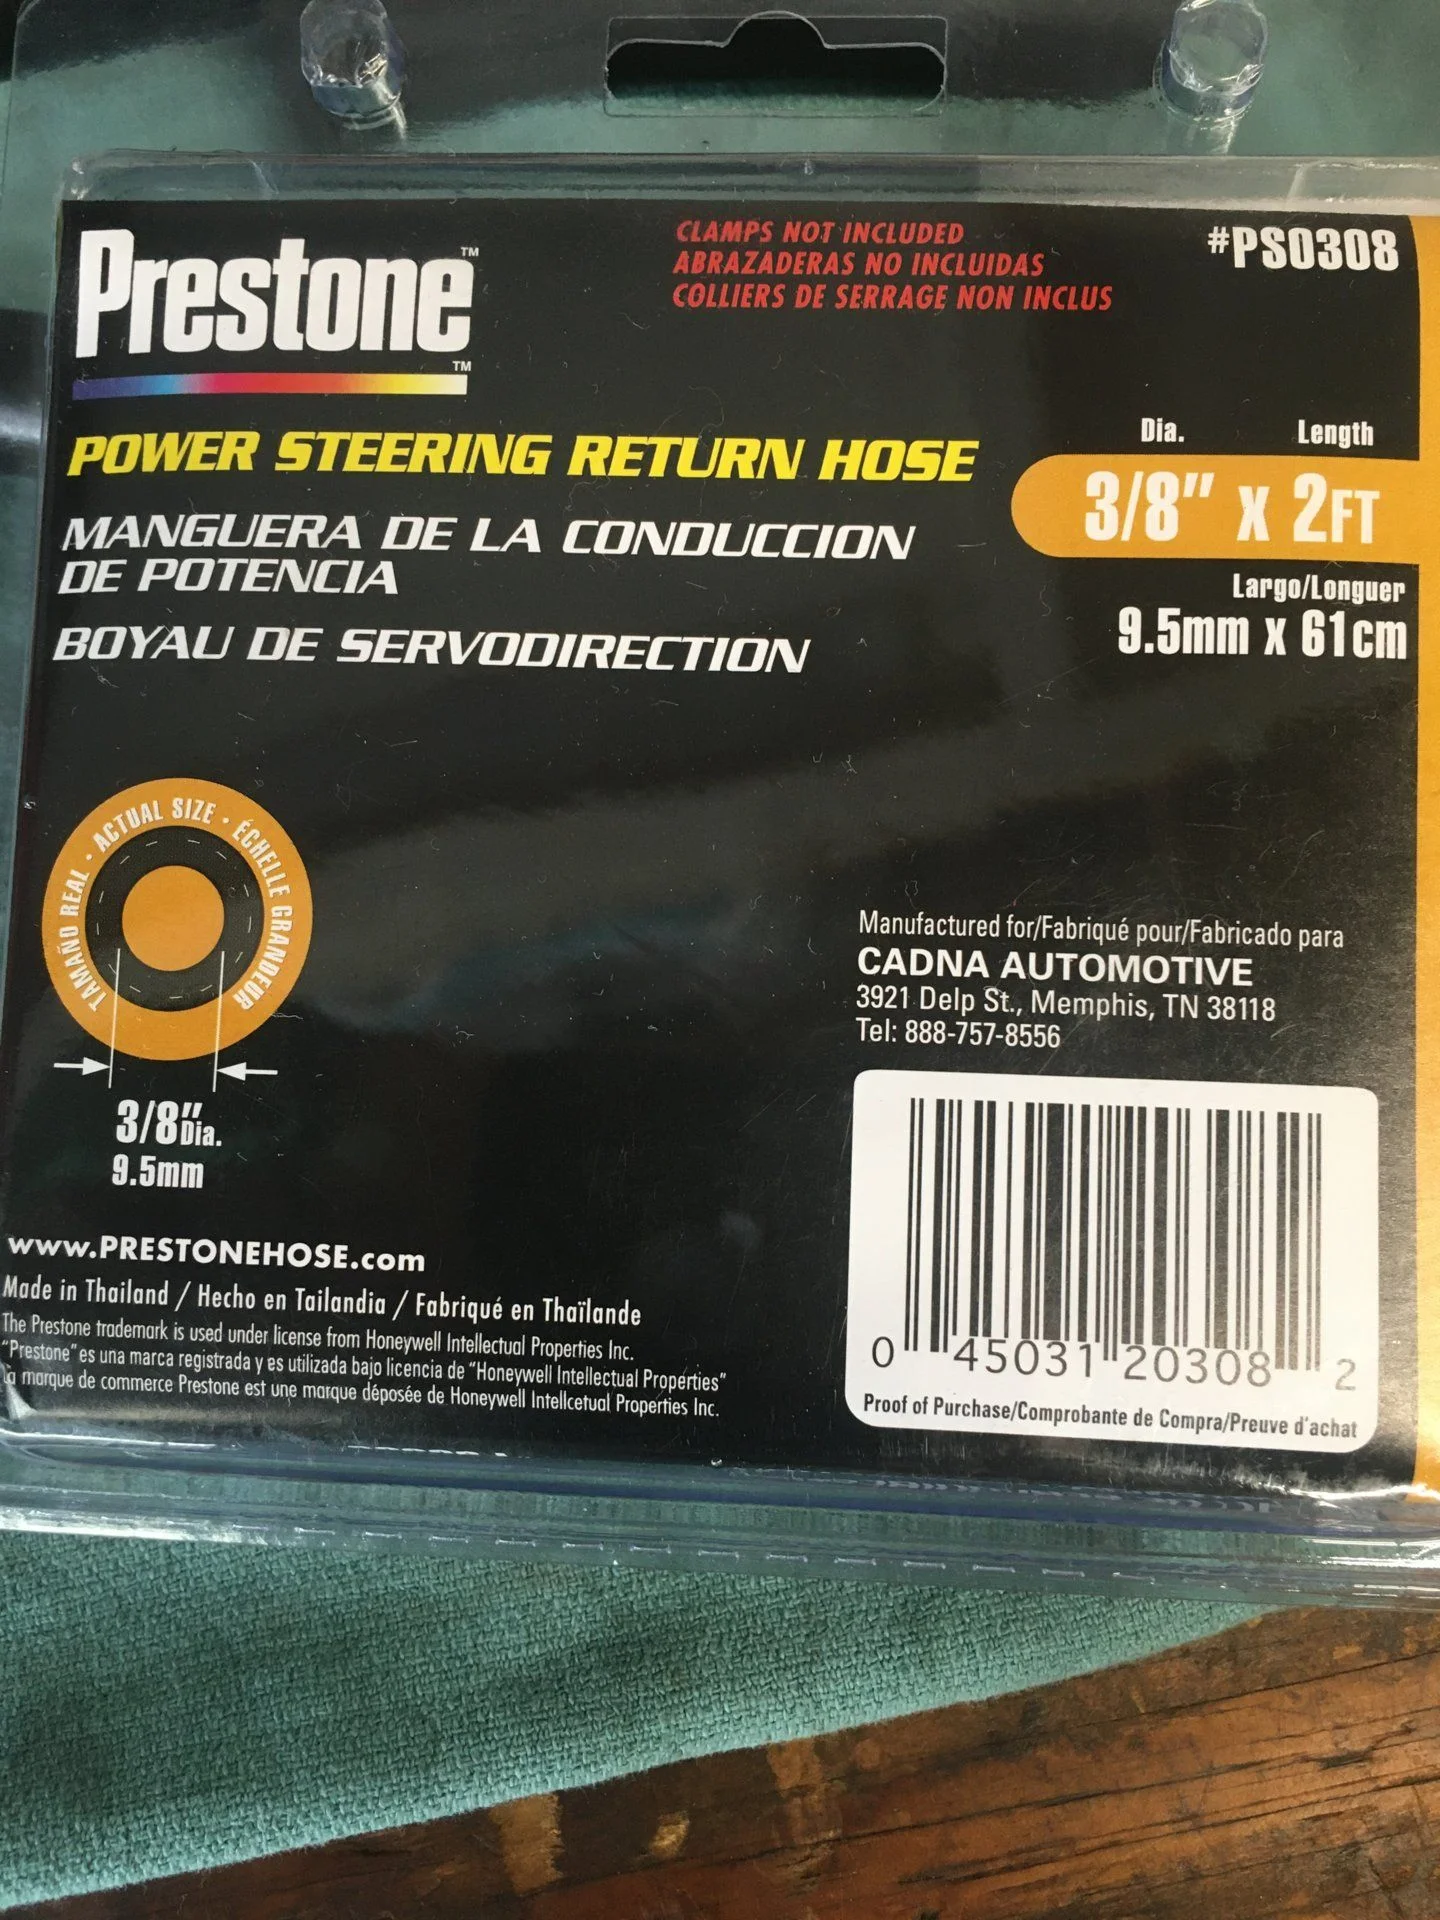 Prestone™
™
CLAMPS NOT INCLUDED
ABRAZADERAS NO INCLUIDAS
COLLIERS DE SERRAGE NON INCLUS
#PS0308
POWER STEERING RETURN HOSE
MANGUERA DE LA CONDUCCION
DE POTENCIA
BOYAU DE SERVODIRECTION
Dia. Length
3/8" X 2FT
Largo/Longuer
9.5mm x 61cm
TAMAÑO REAL • ACTUAL SIZE • ÉCHELLE GRANDEUR
3/8" Dia.
9.5mm
Manufactured for/Fabriqué pour/Fabricado para
CADNA AUTOMOTIVE
3921 Delp St., Memphis, TN 38118
Tel: 888-757-8556
www.PRESTONEHOSE.com
Made in Thailand / Hecho en Tailandia / Fabriqué en Thaïlande
The Prestone trademark is used under license from Honeywell Intellectual Properties Inc.
"Prestone" es una marca registrada y es utilizada bajo licencia de "Honeywell Intellectual Properties"
La marque de commerce Prestone est une marque déposée de Honeywell Intellcetual Properties Inc.
0 45031 20308 2
Proof of Purchase/Comprobante de Compra/Preuve d'achat